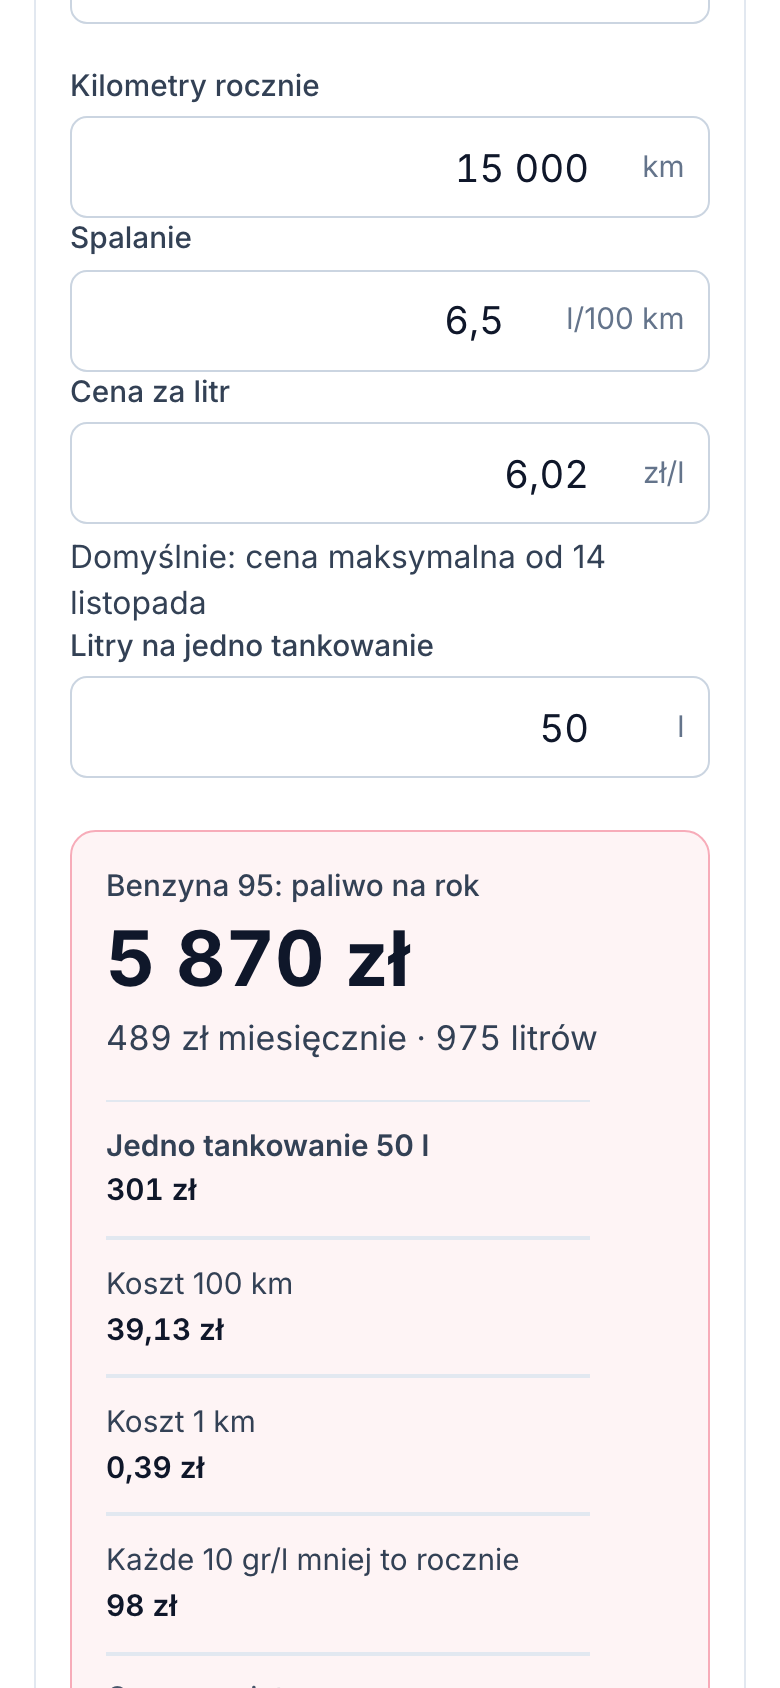 Kilometry rocznie
15 000 km
Spalanie
6,5 l/100 km
Cena za litr
6,02 zł/l
Domyślnie: cena maksymalna od 14
listopada
Litry na jedno tankowanie
50 l
Benzyna 95: paliwo na rok
5 870 zł
489 zł miesięcznie · 975 litrów
Jedno tankowanie 50 l
301 zł
Koszt 100 km
39,13 zł
Koszt 1 km
0,39 zł
Każde 10 gr/l mniej to rocznie
98 zł